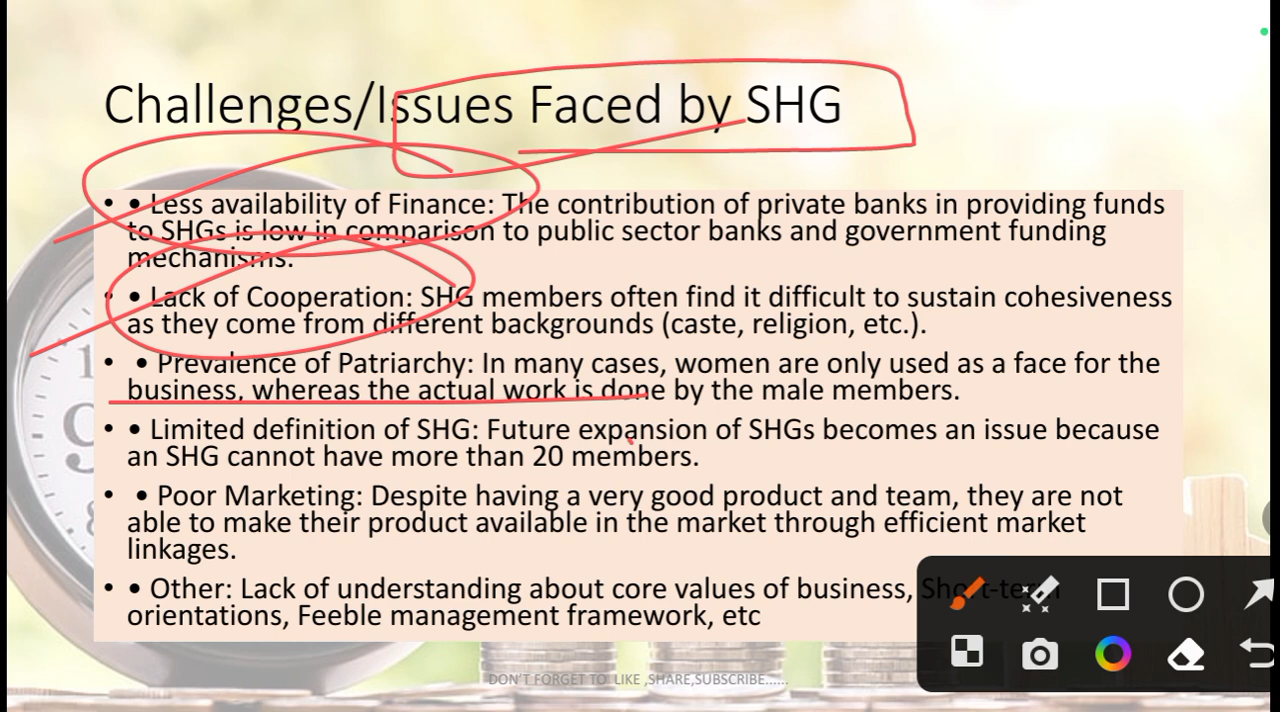 Challenges/Issues Faced by SHG
• • Less availability of Finance: The contribution of private banks in providing funds
to SHGs is low in comparison to public sector banks and government funding
mechanisms.
• • Lack of Cooperation: SHG members often find it difficult to sustain cohesiveness
as they come from different backgrounds (caste, religion, etc.).
• • Prevalence of Patriarchy: In many cases, women are only used as a face for the
business, whereas the actual work is done by the male members.
• • Limited definition of SHG: Future expansion of SHGs becomes an issue because
an SHG cannot have more than 20 members.
• • Poor Marketing: Despite having a very good product and team, they are not
able to make their product available in the market through efficient market
linkages.
• • Other: Lack of understanding about core values of business, Short-term
orientations, Feeble management framework, etc
DON'T FORGET TO LIKE ,SHARE,SUBSCRIBE......